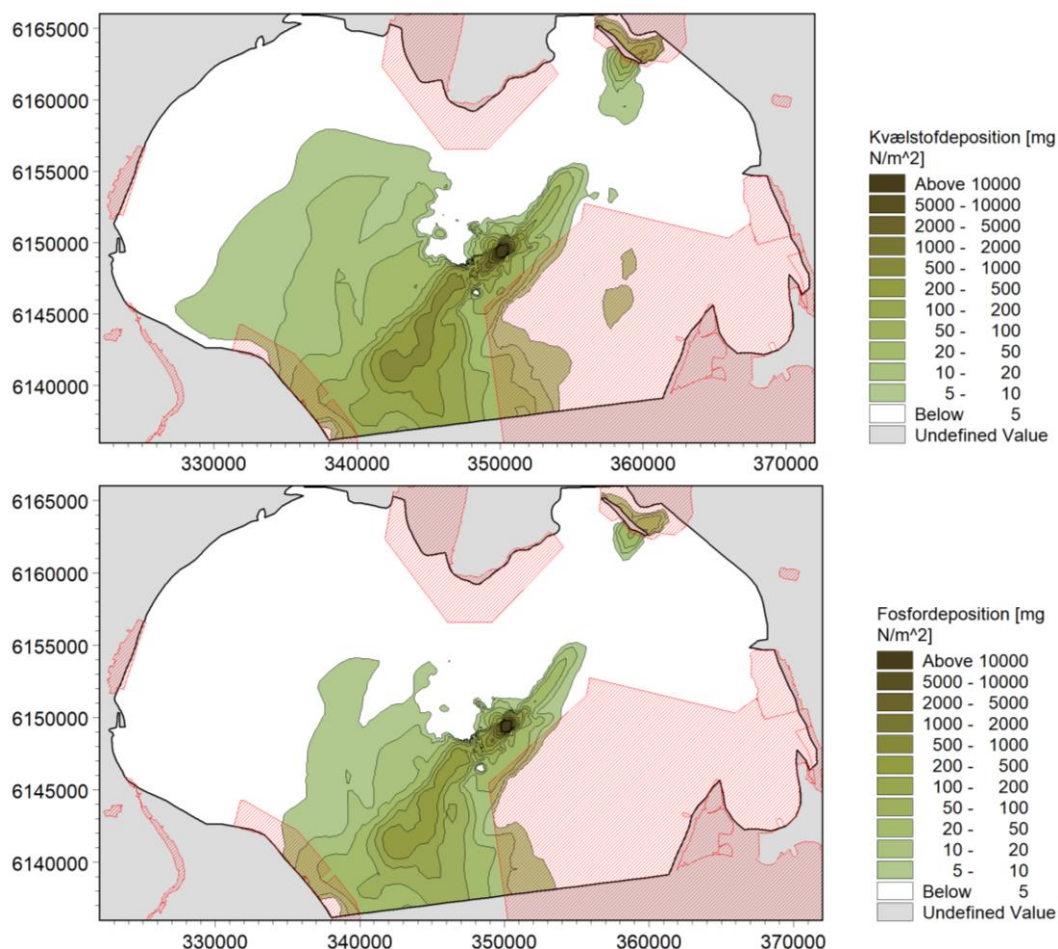 6165000
6160000
6155000
6150000
6145000
6140000
330000 340000 350000 360000 370000
Kvælstofdeposition [mg
N/m^2]
Above 10000
5000 - 10000
2000 - 5000
1000 - 2000
500 - 1000
200 - 500
100 - 200
50 - 100
20 - 50
10 - 20
5 - 10
Below 5
Undefined Value
6165000
6160000
6155000
6150000
6145000
6140000
330000 340000 350000 360000 370000
Fosfordeposition [mg
N/m^2]
Above 10000
5000 - 10000
2000 - 5000
1000 - 2000
500 - 1000
200 - 500
100 - 200
50 - 100
20 - 50
10 - 20
5 - 10
Below 5
Undefined Value